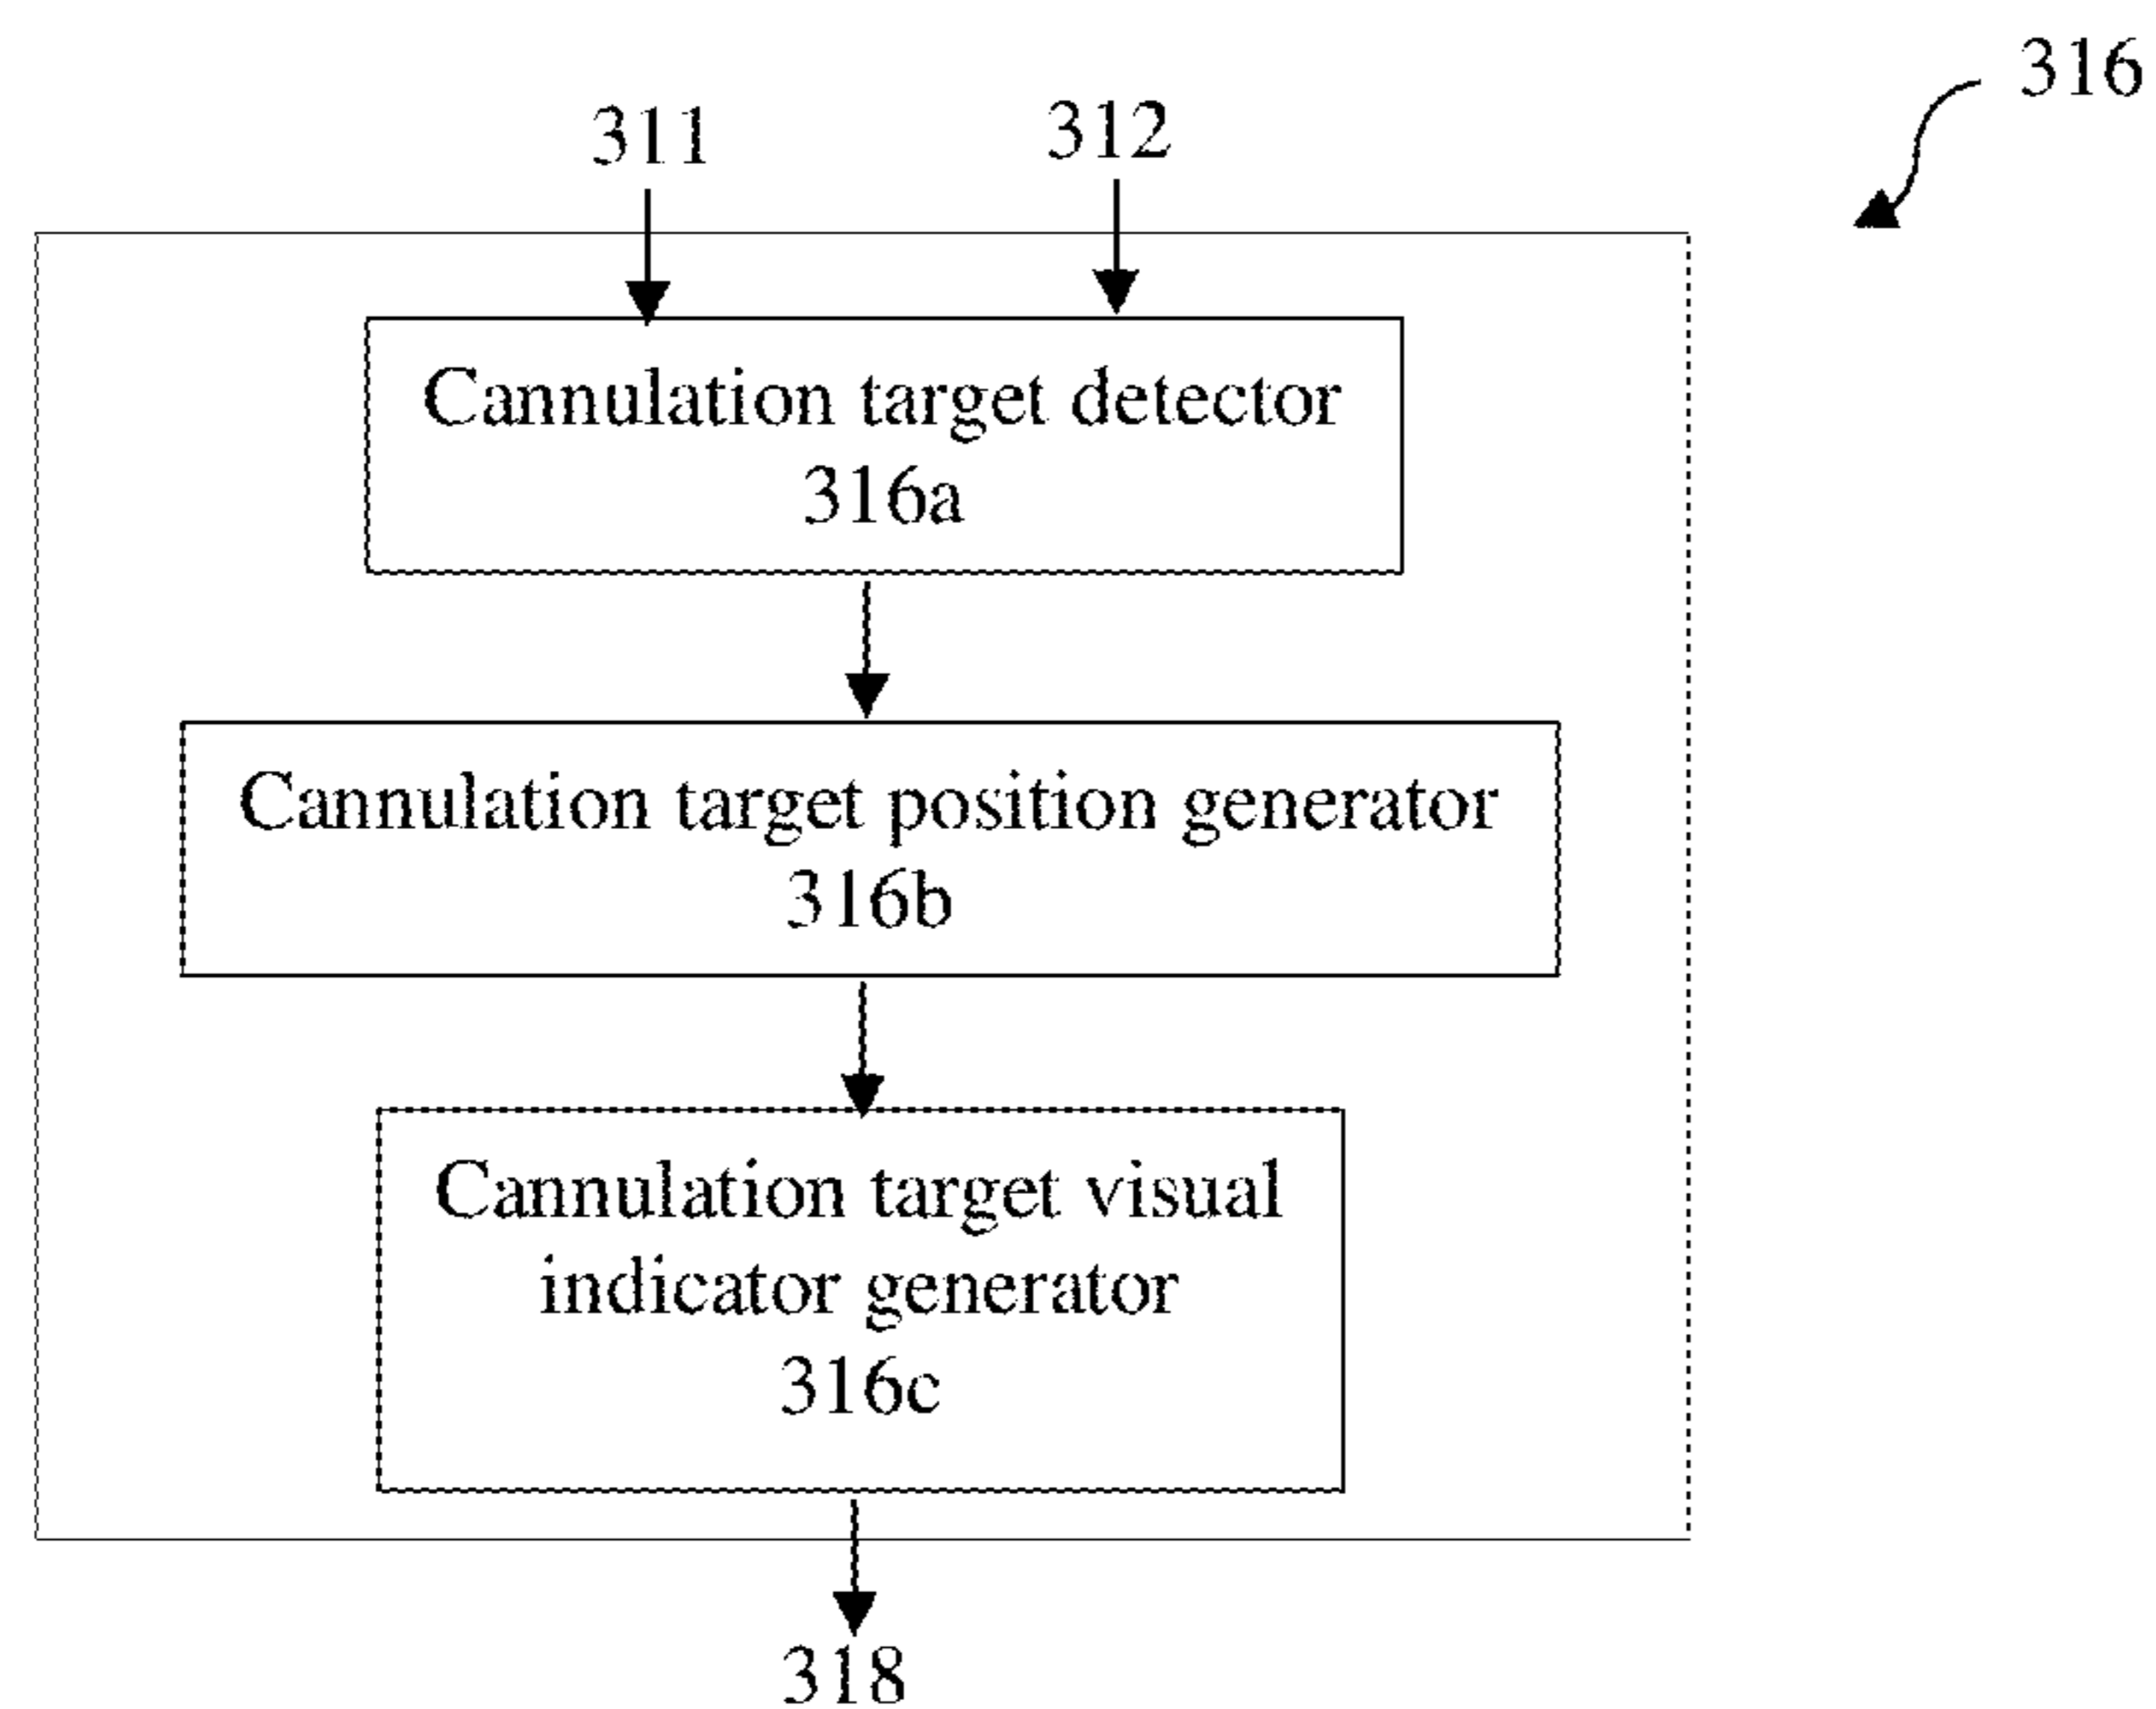 316
311 312
Cannulation target detector
316a
Cannulation target position generator
316b
Cannulation target visual
indicator generator
316c
318